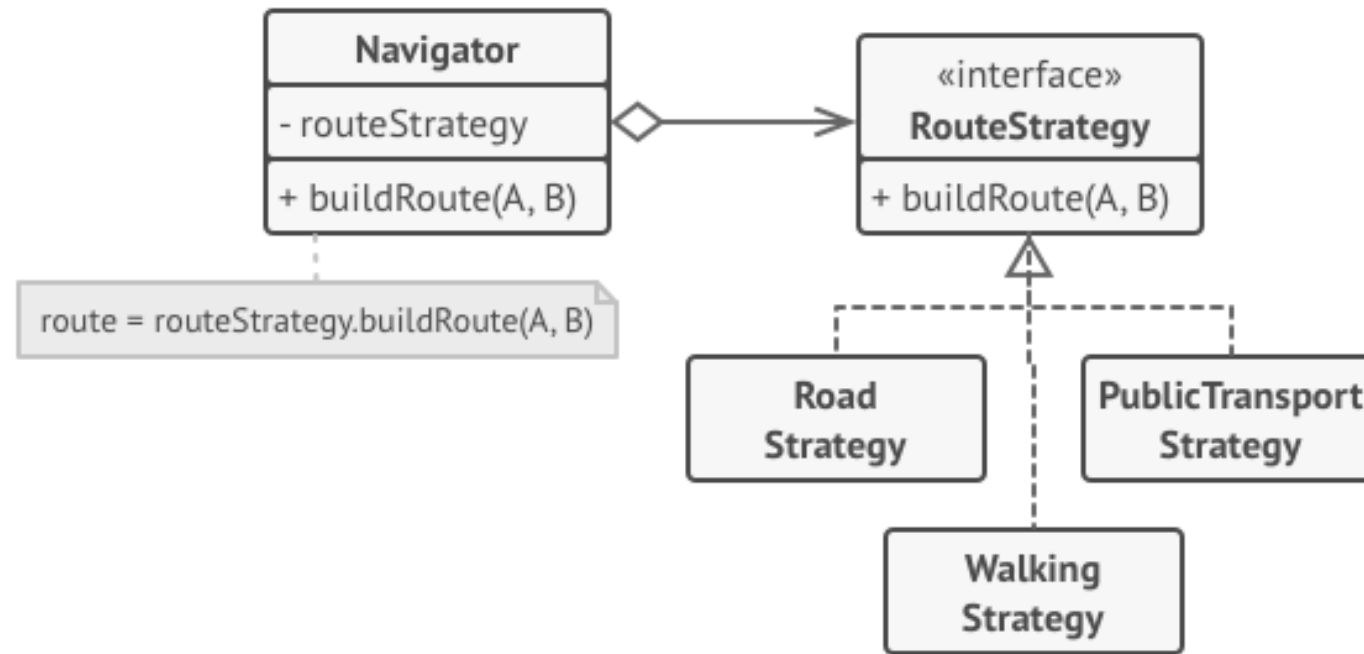 Navigator
- routeStrategy
+ buildRoute(A, B)
route = routeStrategy.buildRoute(A, B)
«interface»
RouteStrategy
+ buildRoute(A, B)
Road
Strategy
PublicTransport
Strategy
Walking
Strategy